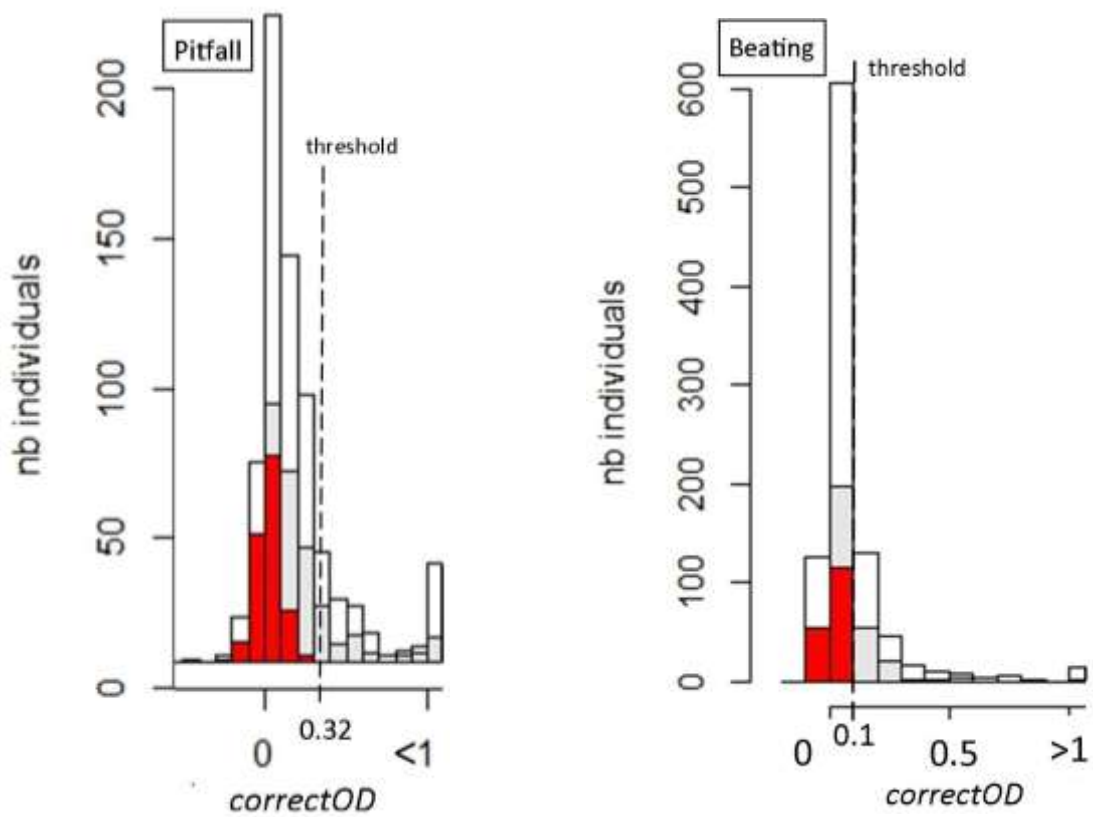 Pitfall
threshold
nb individuals
200
150
100
50
0
0
0.32
<1
correctOD
Beating
threshold
nb individuals
600
500
400
300
200
100
0
0
0.1
0.5
>1
correctOD